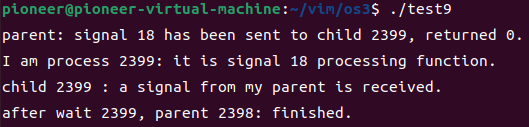 pioneer@pioneer-virtual-machine:~/vim/os3$ ./test9
parent: signal 18 has been sent to child 2399, returned 0.
I am process 2399: it is signal 18 processing function.
child 2399 : a signal from my parent is received.
after wait 2399, parent 2398: finished.